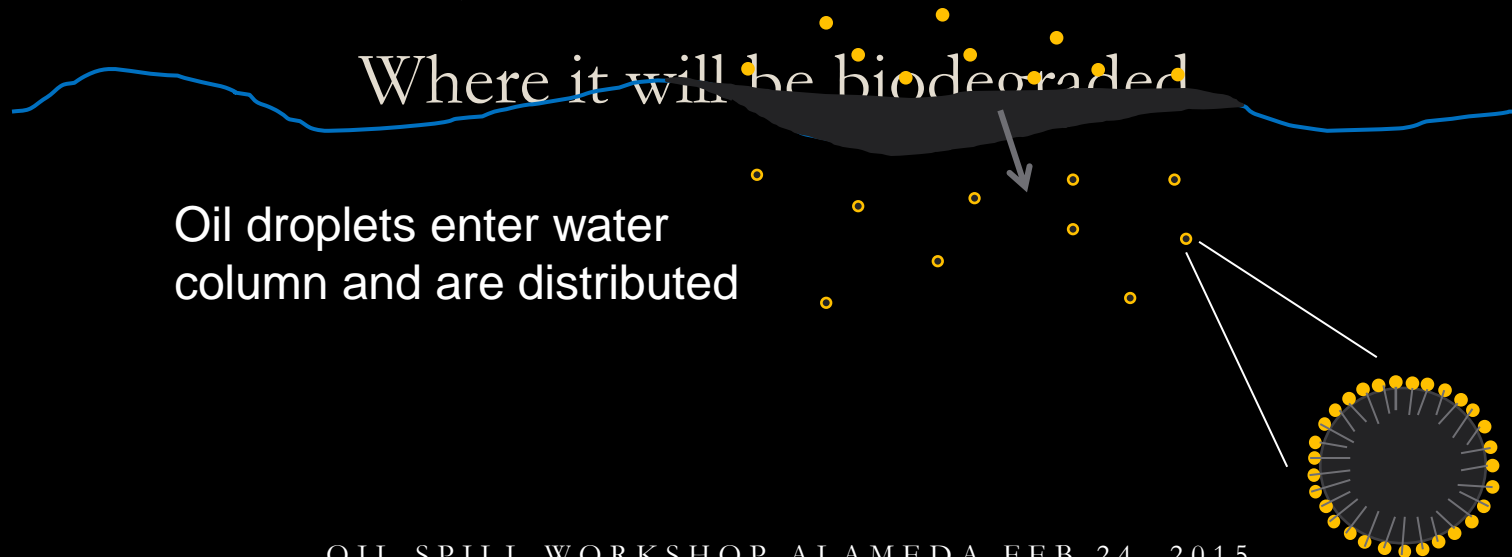 Where it will be biodegraded
Oil droplets enter water
column and are distributed
OIL SPILL WORKSHOP ALAMEDA FEB 24, 2015